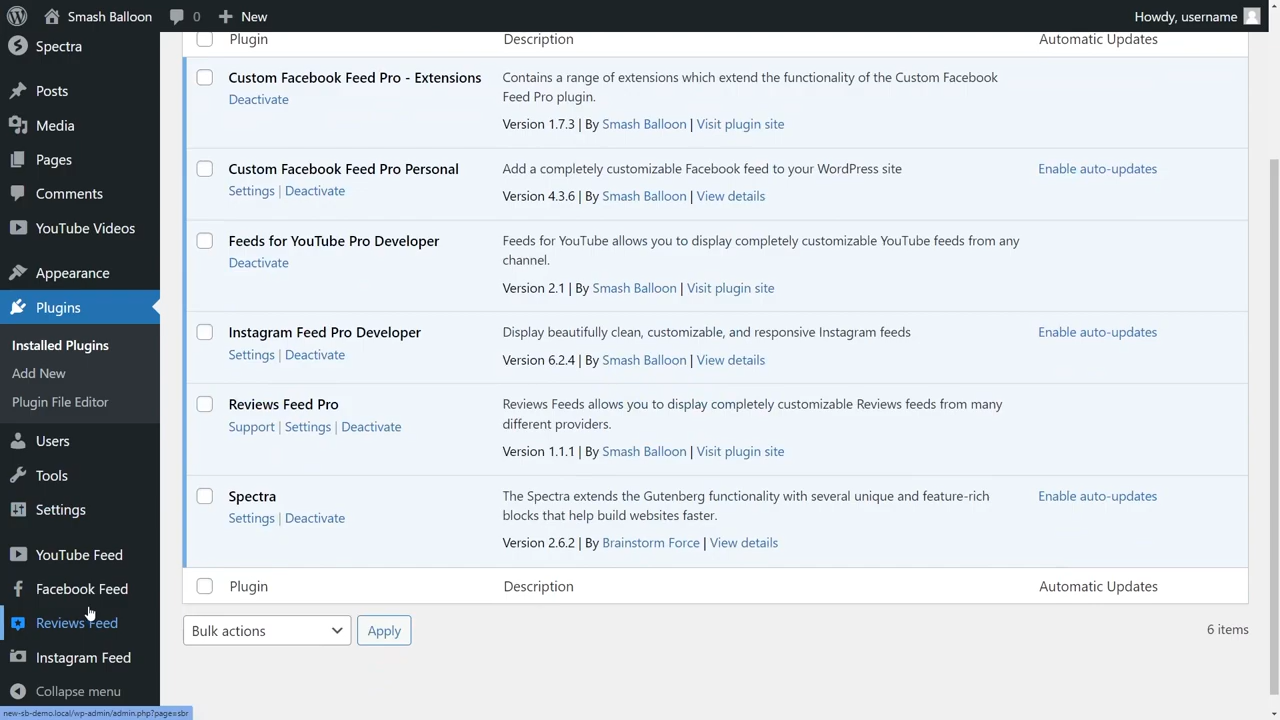 Smash Balloon
0
New
Howdy, username
Spectra
Posts
Media
Pages
Comments
YouTube Videos
Appearance
Plugins
Installed Plugins
Add New
Plugin File Editor
Users
Tools
Settings
YouTube Feed
Facebook Feed
Reviews Feed
Instagram Feed
Collapse menu
new-sb-demo.local/wp-admin/admin.php?page=sbr
Plugin Description Automatic Updates
Custom Facebook Feed Pro - Extensions
Deactivate
Contains a range of extensions which extend the functionality of the Custom Facebook
Feed Pro plugin.
Version 1.7.3 | By Smash Balloon | Visit plugin site
Custom Facebook Feed Pro Personal
Settings | Deactivate
Add a completely customizable Facebook feed to your WordPress site
Version 4.3.6 | By Smash Balloon | View details
Enable auto-updates
Feeds for YouTube Pro Developer
Deactivate
Feeds for YouTube allows you to display completely customizable YouTube feeds from any
channel.
Version 2.1 | By Smash Balloon | Visit plugin site
Instagram Feed Pro Developer
Settings | Deactivate
Display beautifully clean, customizable, and responsive Instagram feeds
Version 6.2.4 | By Smash Balloon | View details
Enable auto-updates
Reviews Feed Pro
Support | Settings | Deactivate
Reviews Feeds allows you to display completely customizable Reviews feeds from many
different providers.
Version 1.1.1 | By Smash Balloon | Visit plugin site
Spectra
Settings | Deactivate
The Spectra extends the Gutenberg functionality with several unique and feature-rich
blocks that help build websites faster.
Version 2.6.2 | By Brainstorm Force | View details
Enable auto-updates
Plugin Description Automatic Updates
Bulk actions
Apply
6 items